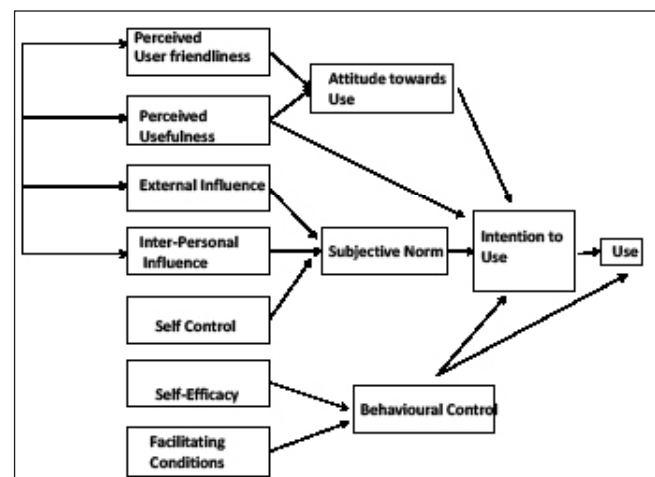 Perceived
User friendliness
Attitude towards
Use
Perceived
Usefulness
External Influence
Inter-Personal
Influence
Subjective Norm
Intention to
Use
Use
Self Control
Self-Efficacy
Behavioural Control
Facilitating
Conditions